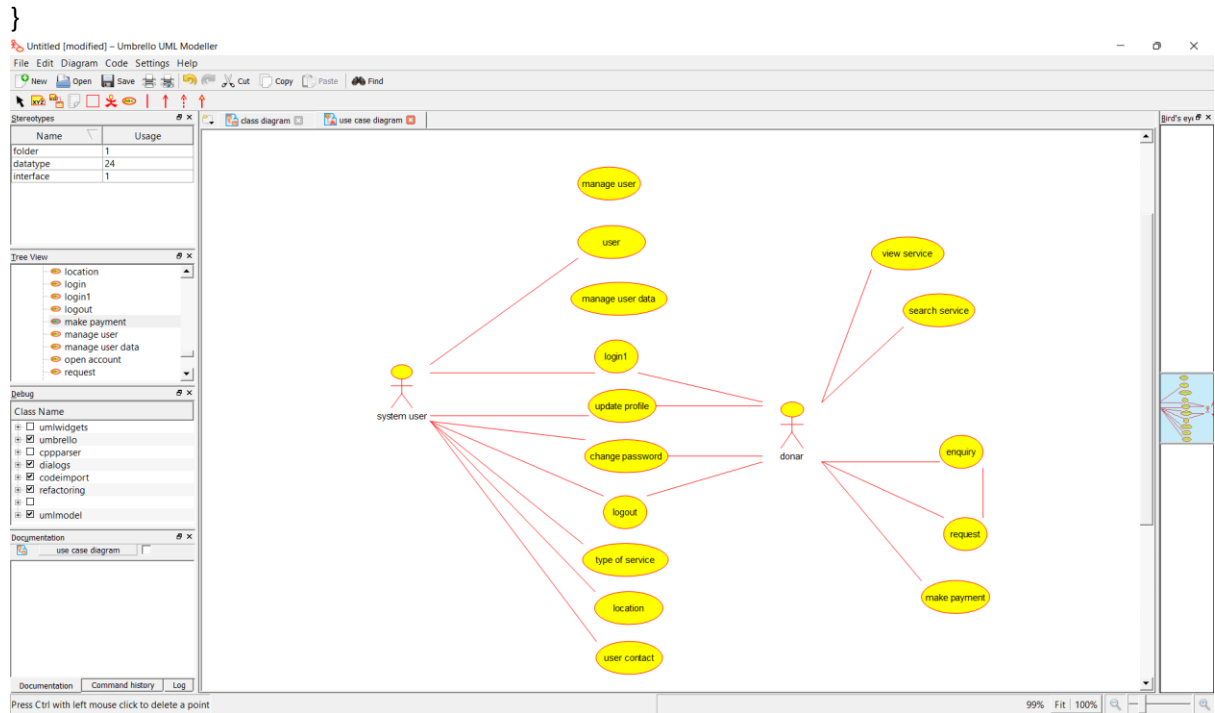 }
Untitled [modified] – Umbrello UML Modeller
File Edit Diagram Code Settings Help
New Open Save Cut Copy Paste Find
Stereotypes
Name Usage
folder 1
datatype 24
interface 1
Tree View
location
login
login1
logout
make payment
manage user
manage user data
open account
request
Debug
Class Name
umlwidgets
umbrello
cppparser
dialogs
codeimport
refactoring
umlmodel
Documentation
use case diagram
Documentation Command history Log
class diagram use case diagram
manage user
user
manage user data
login1
update profile
change password
logout
type of service
location
user contact
system user
donar
view service
search service
enquiry
request
make payment
Bird's eye
Press Ctrl with left mouse click to delete a point
99% Fit 100%